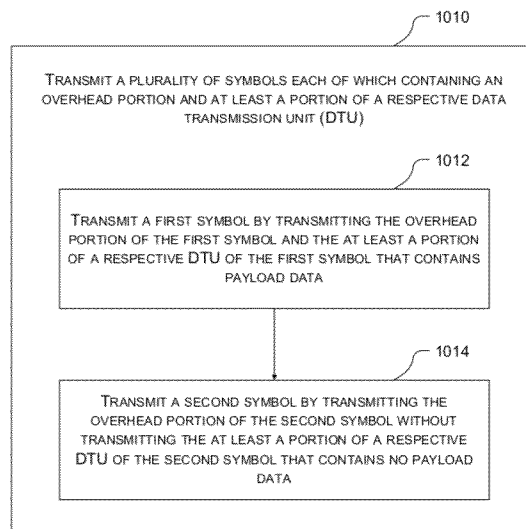 1010
TRANSMIT A PLURALITY OF SYMBOLS EACH OF WHICH CONTAINING AN
OVERHEAD PORTION AND AT LEAST A PORTION OF A RESPECTIVE DATA
TRANSMISSION UNIT (DTU)
1012
TRANSMIT A FIRST SYMBOL BY TRANSMITTING THE OVERHEAD
PORTION OF THE FIRST SYMBOL AND THE AT LEAST A PORTION
OF A RESPECTIVE DTU OF THE FIRST SYMBOL THAT CONTAINS
PAYLOAD DATA
1014
TRANSMIT A SECOND SYMBOL BY TRANSMITTING THE
OVERHEAD PORTION OF THE SECOND SYMBOL WITHOUT
TRANSMITTING THE AT LEAST A PORTION OF A RESPECTIVE
DTU OF THE SECOND SYMBOL THAT CONTAINS NO PAYLOAD
DATA